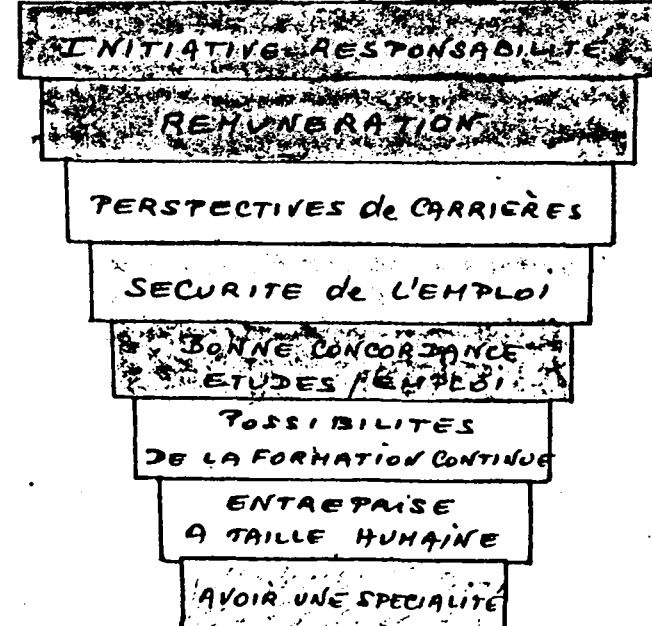 INITIATIVE RESPONSABILITE
REMUNERATION
PERSPECTIVES de CARRIÈRES
SECURITE de L'EMPLOI
BONNE CONCORDANCE
ETUDES / EMPLOI
POSSIBILITES
DE LA FORMATION CONTINUE
ENTREPRISE
A TAILLE HUMAINE
AVOIR UNE SPECIALITÉ